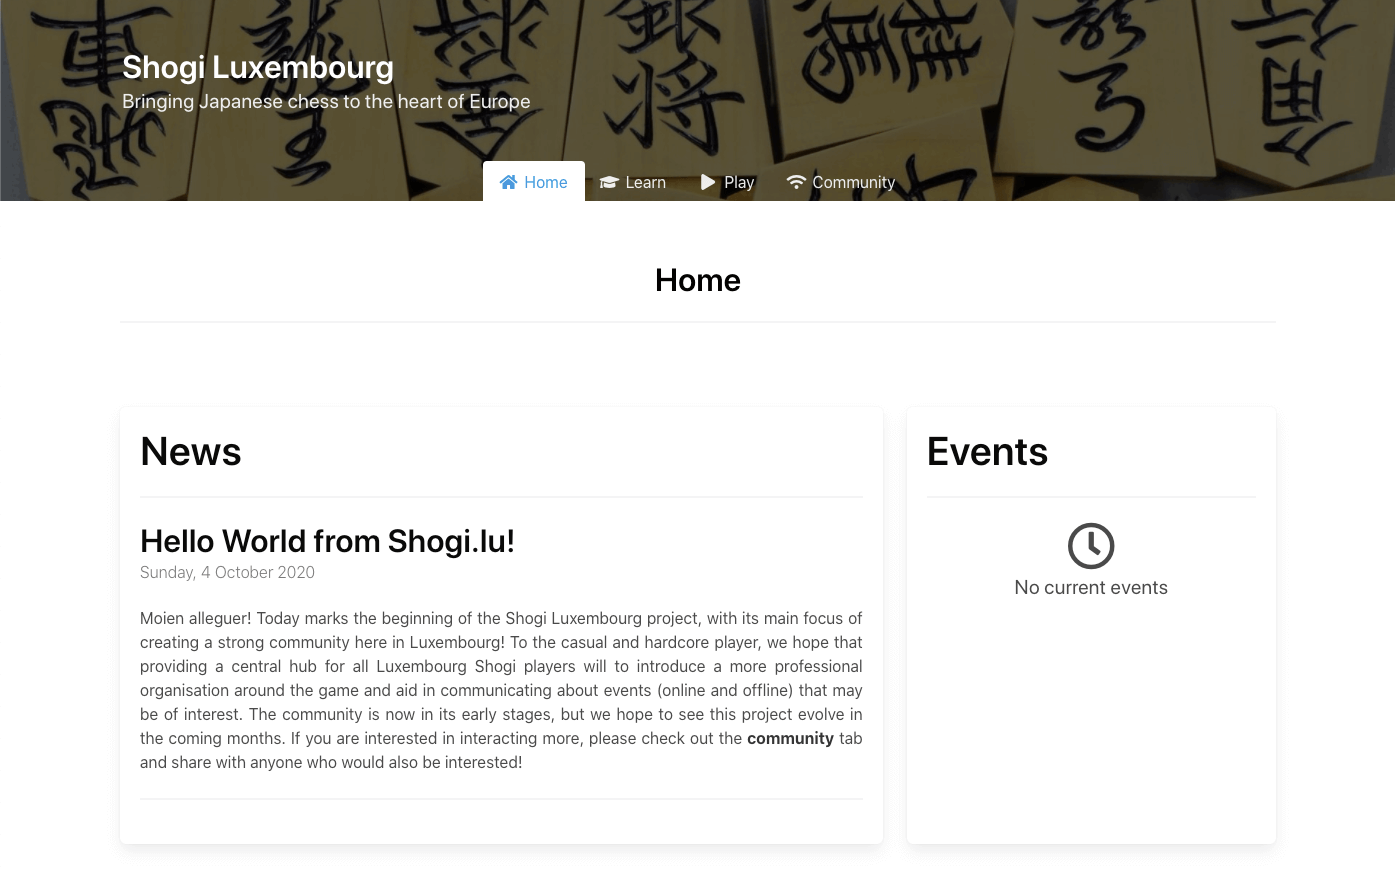 Shogi Luxembourg
Bringing Japanese chess to the heart of Europe
Home
Learn
Play
Community
Home
News
Hello World from Shogi.lu!
Sunday, 4 October 2020
Moien alleguer! Today marks the beginning of the Shogi Luxembourg project, with its main focus of
creating a strong community here in Luxembourg! To the casual and hardcore player, we hope that
providing a central hub for all Luxembourg Shogi players will to introduce a more professional
organisation around the game and aid in communicating about events (online and offline) that may
be of interest. The community is now in its early stages, but we hope to see this project evolve in
the coming months. If you are interested in interacting more, please check out the community tab
and share with anyone who would also be interested!
Events
No current events